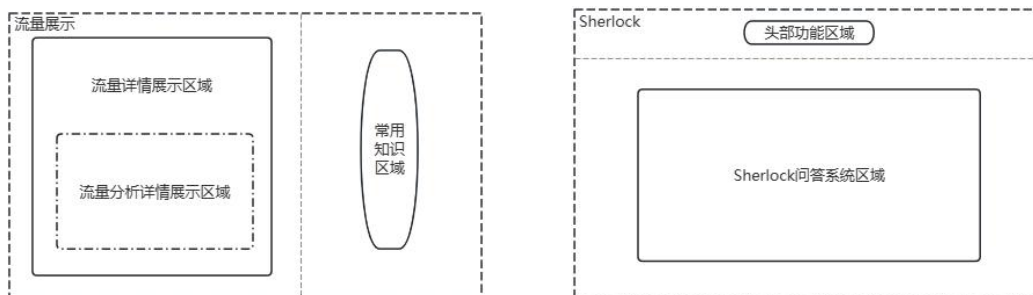 流量展示
流量详情展示区域
流量分析详情展示区域
常用
知识
区域
Sherlock
头部功能区域
Sherlock问答系统区域